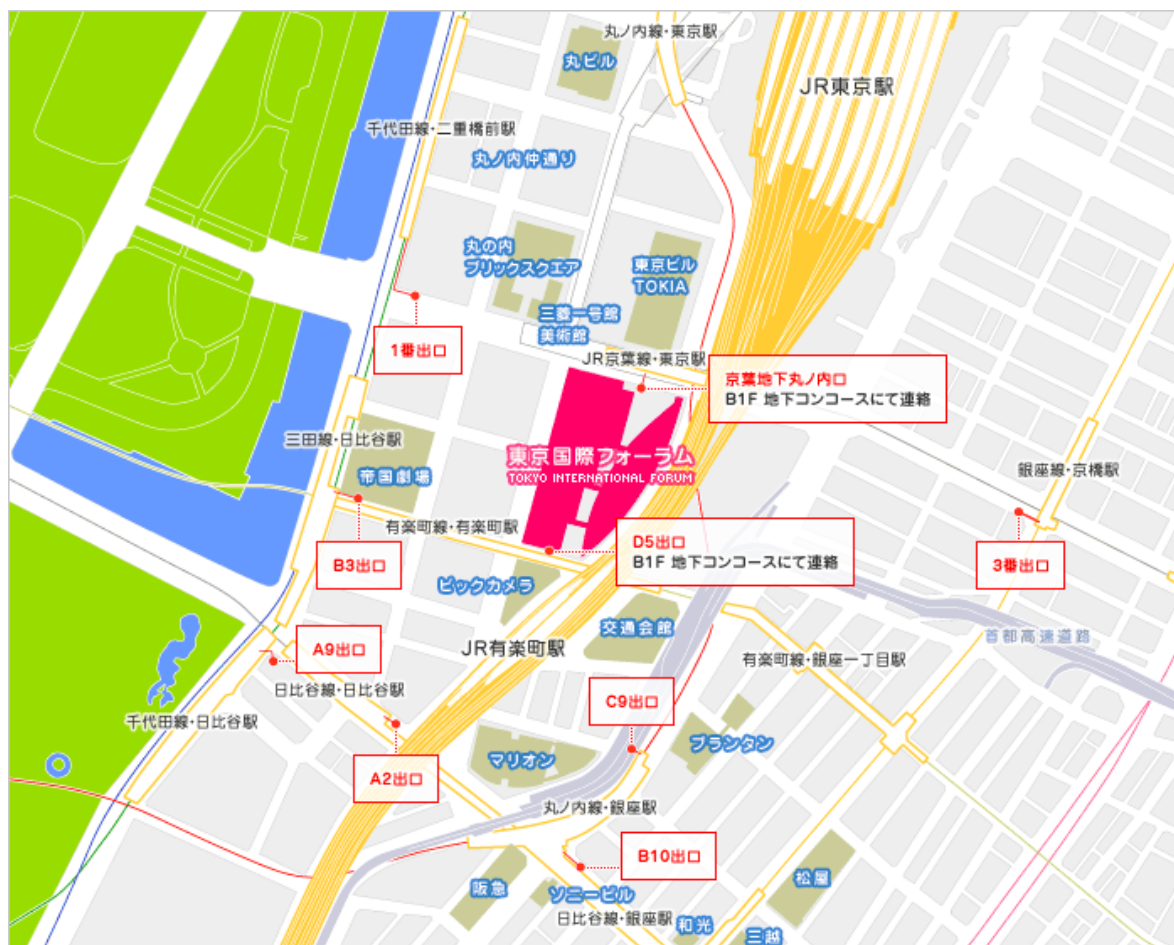 丸ノ内線・東京駅
丸ビル
JR東京駅
千代田線・二重橋前駅
丸ノ内仲通り
丸の内
ブリックスクエア
東京ビル
TOKIA
三菱一号館
美術館
1番出口
JR京葉線・東京駅
京葉地下丸ノ内口
B1F 地下コンコースにて連絡
三田線・日比谷駅
東京国際フォーラム
TOKYO INTERNATIONAL FORUM
帝国劇場
銀座線・京橋駅
有楽町線・有楽町駅
D5出口
B1F 地下コンコースにて連絡
B3出口
3番出口
ビックカメラ
交通会館
首都高速道路
A9出口
JR有楽町駅
有楽町線・銀座一丁目駅
日比谷線・日比谷駅
C9出口
千代田線・日比谷駅
プランタン
マリオン
A2出口
丸ノ内線・銀座駅
B10出口
阪急
ソニービル
松屋
日比谷線・銀座駅
和光
三越